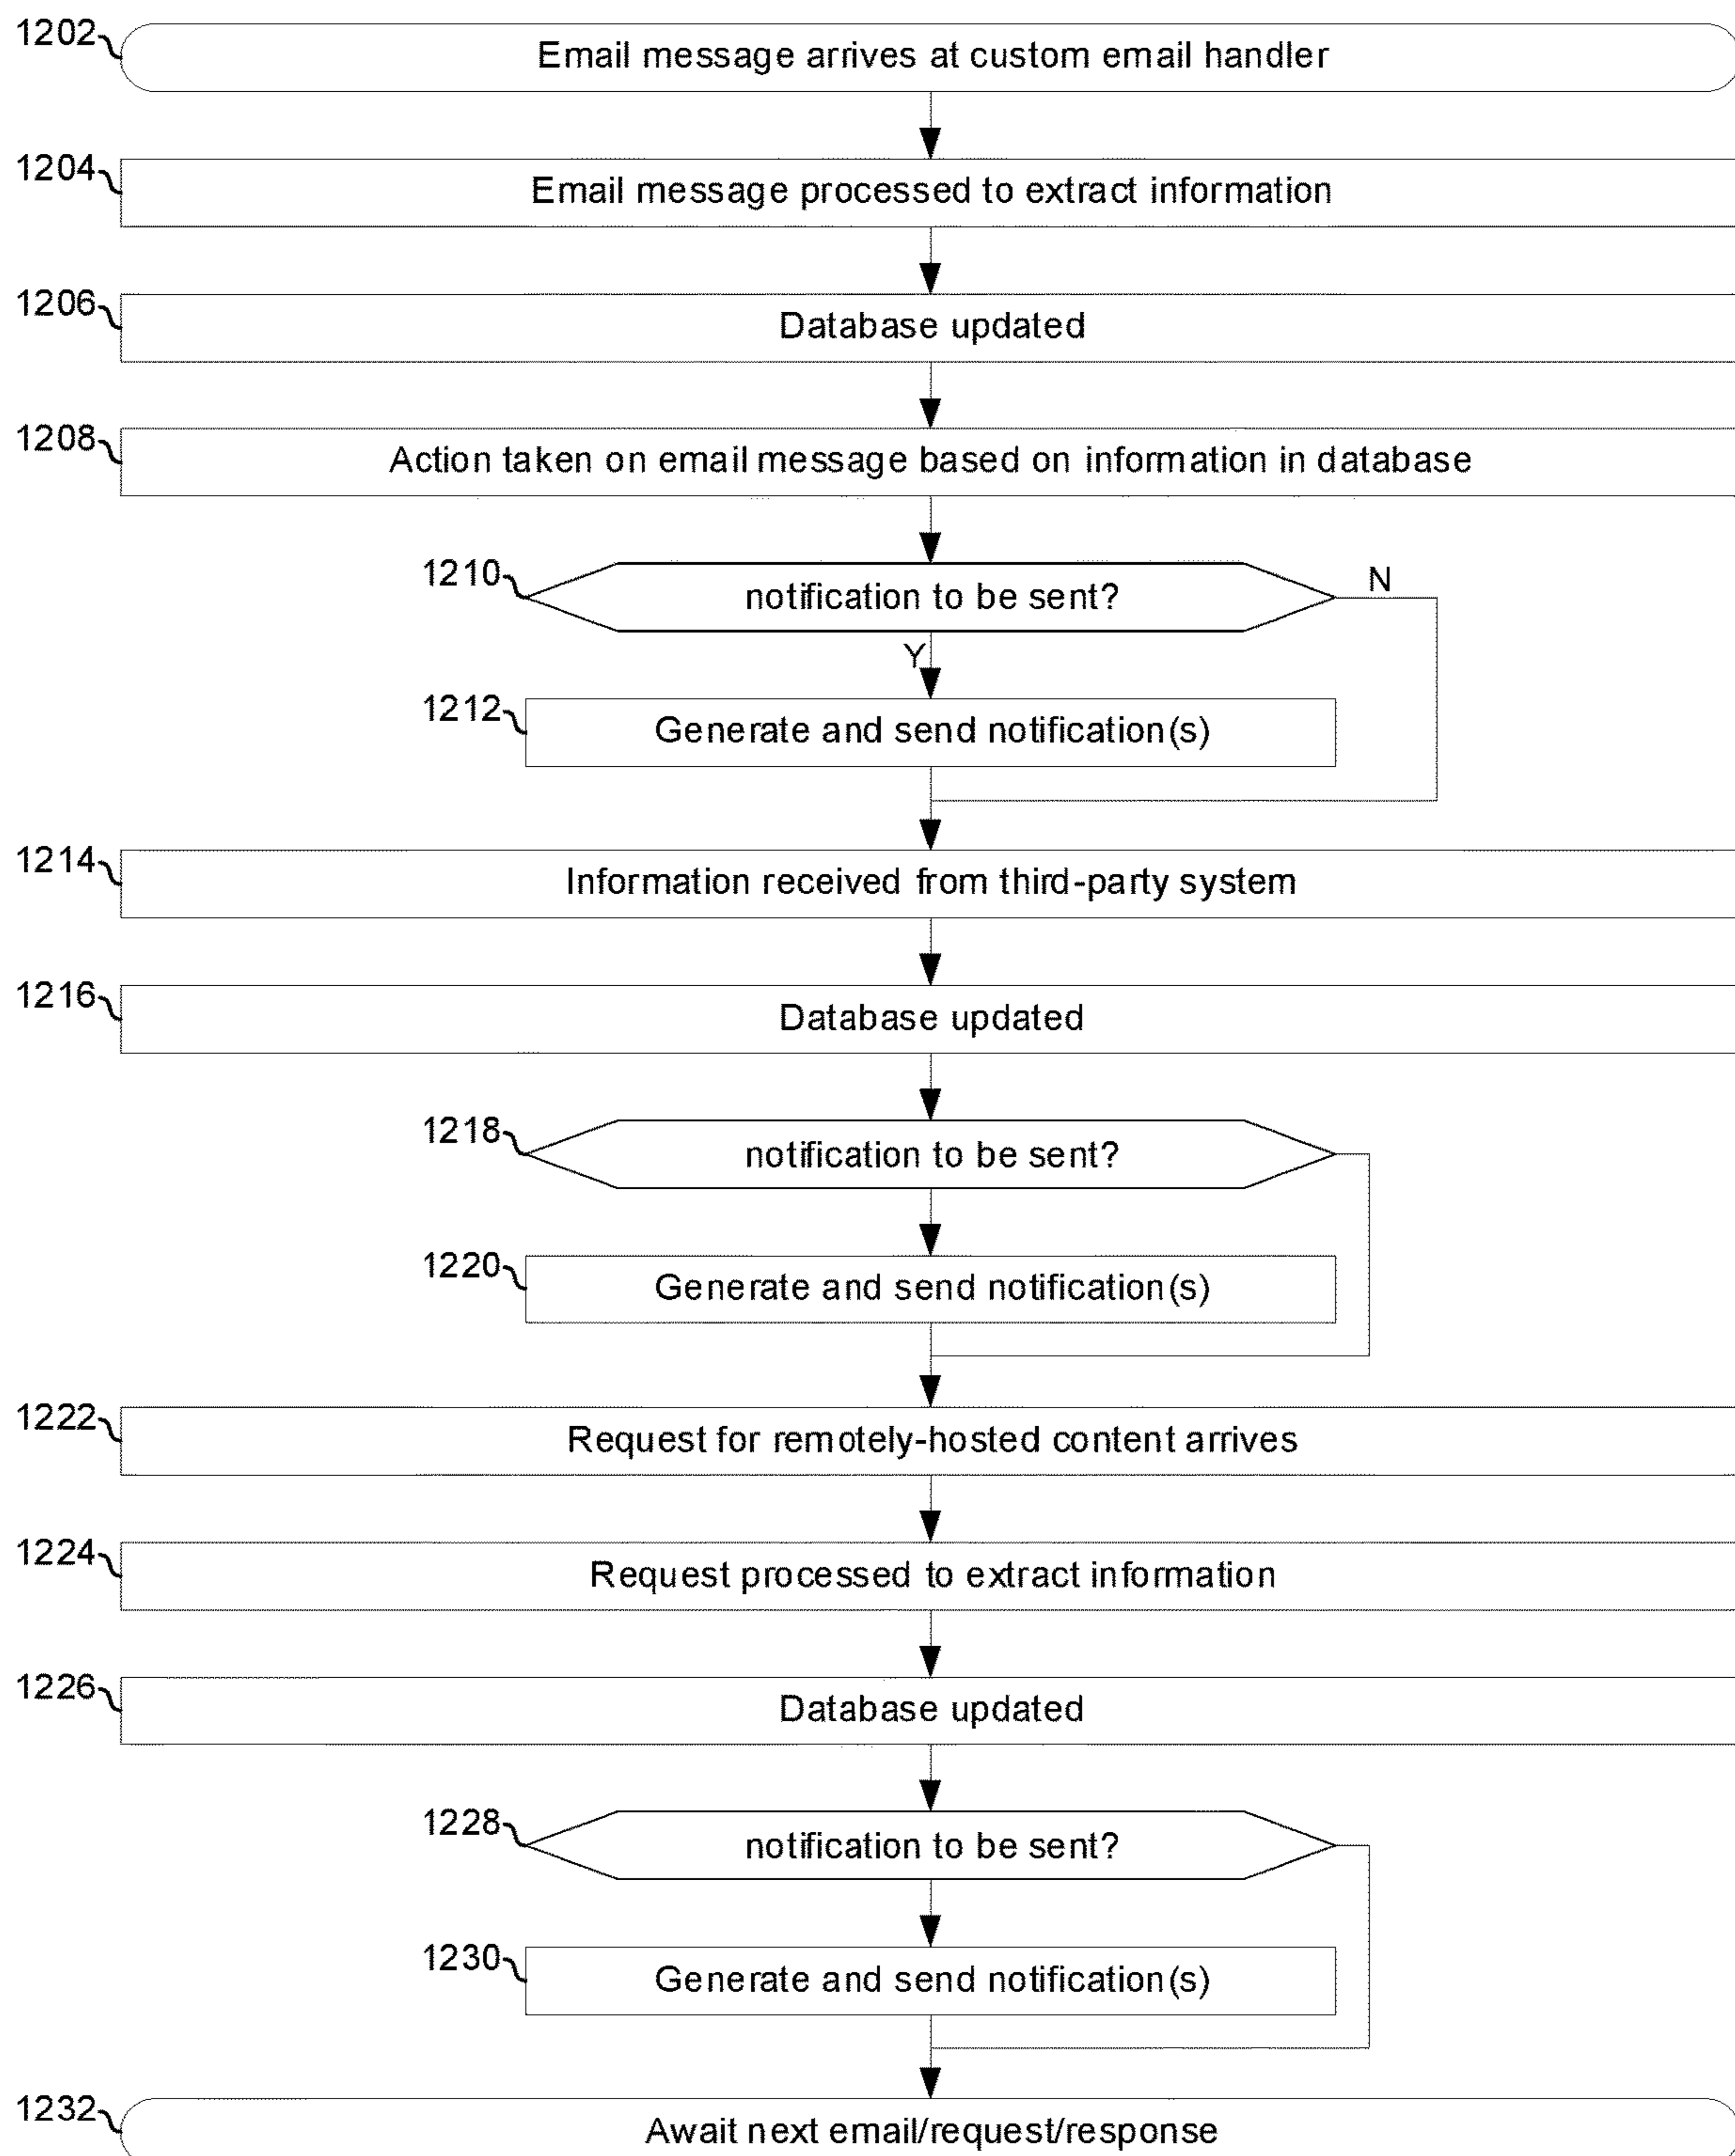 1202 Email message arrives at custom email handler
1204 Email message processed to extract information
1206 Database updated
1208 Action taken on email message based on information in database
1210 notification to be sent? N
Y
1212 Generate and send notification(s)
1214 Information received from third-party system
1216 Database updated
1218 notification to be sent?
1220 Generate and send notification(s)
1222 Request for remotely-hosted content arrives
1224 Request processed to extract information
1226 Database updated
1228 notification to be sent?
1230 Generate and send notification(s)
1232 Await next email/request/response